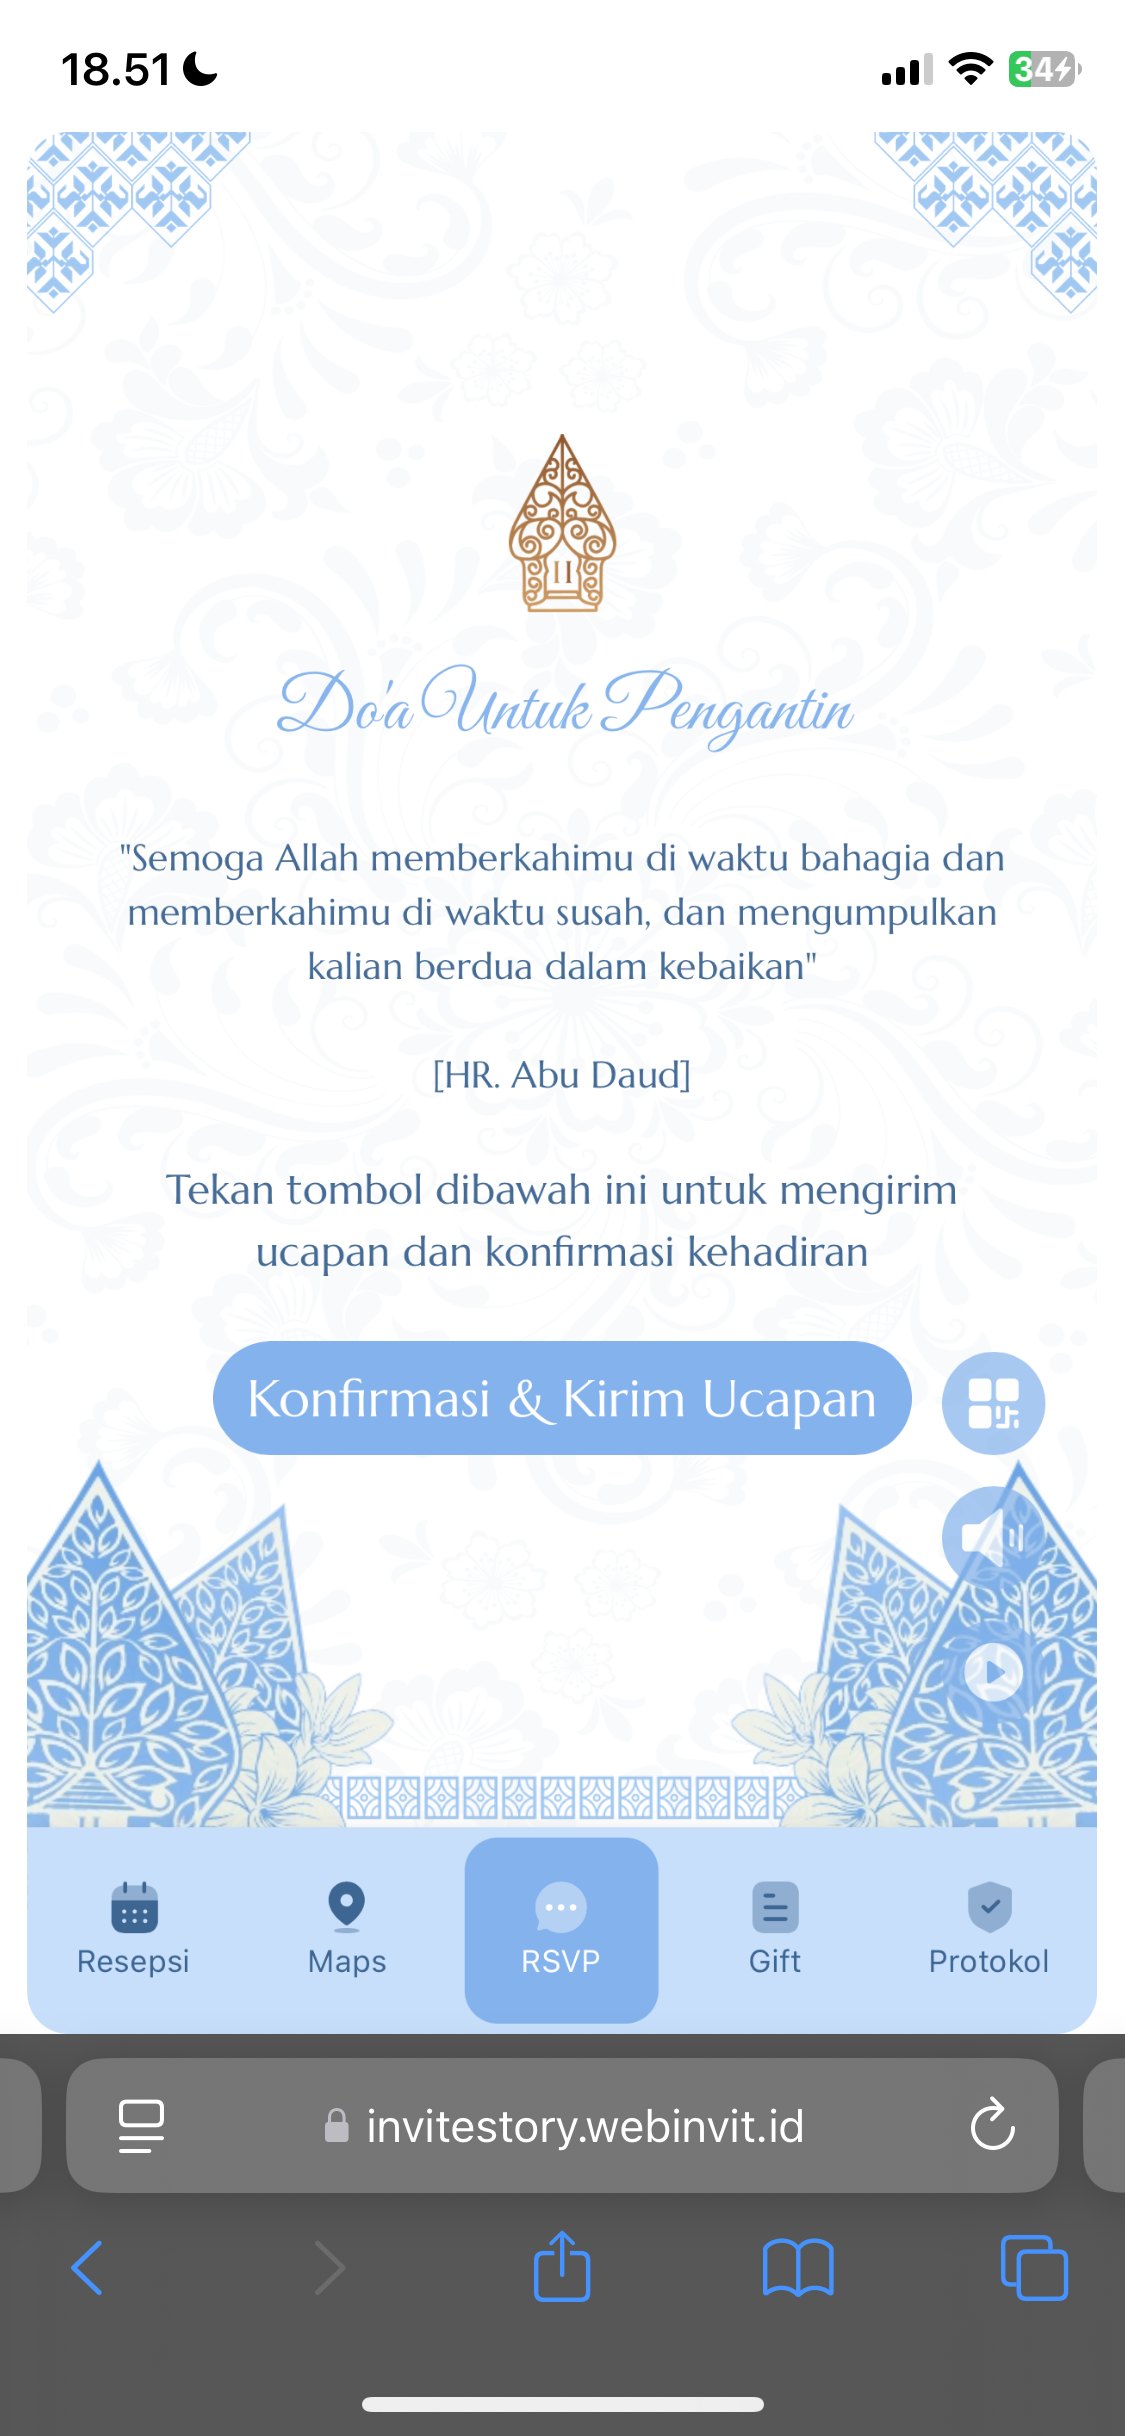 18.51
34
Do'a Untuk Pengantin
"Semoga Allah memberkahimu di waktu bahagia dan
memberkahimu di waktu susah, dan mengumpulkan
kalian berdua dalam kebaikan"
[HR. Abu Daud]
Tekan tombol dibawah ini untuk mengirim
ucapan dan konfirmasi kehadiran
Konfirmasi & Kirim Ucapan
Resepsi
Maps
RSVP
Gift
Protokol
invitestory.webinvit.id